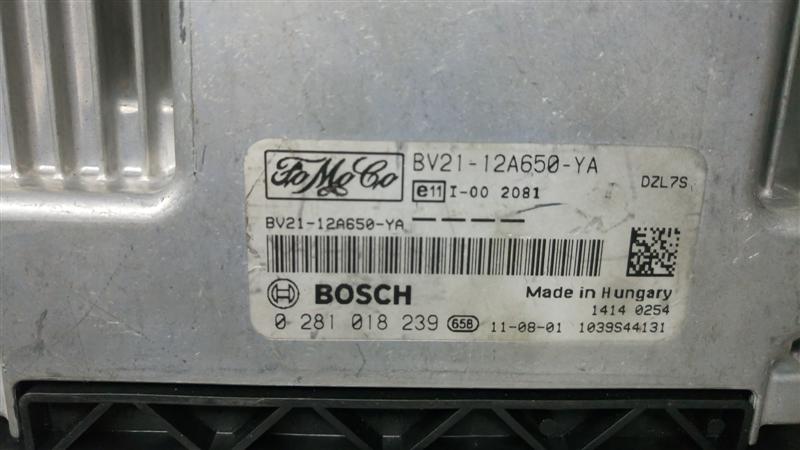 FoMoCo BV21-12A650-YA DZL7S
e11 I-00 2081
BV21-12A650-YA ————
BOSCH Made in Hungary
1414 0254
0 281 018 239 658 11-08-01 1039S44131